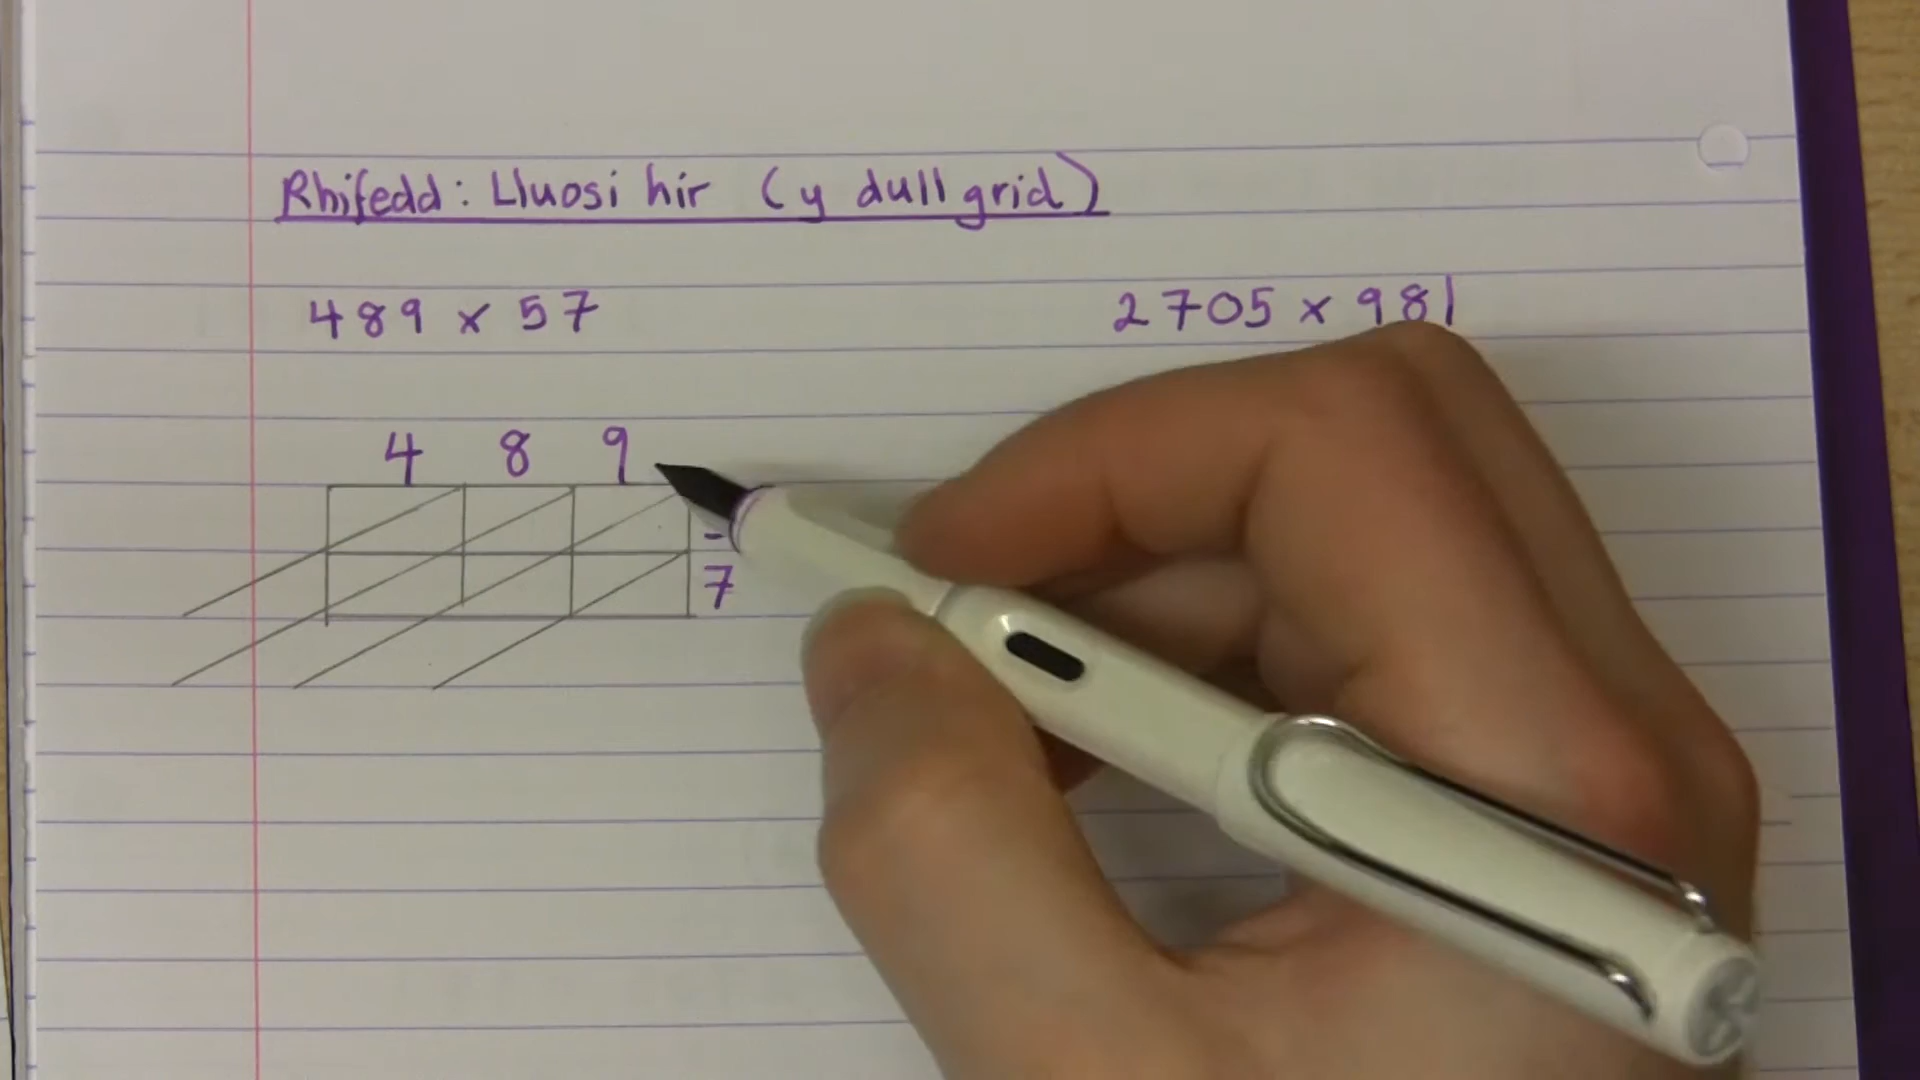 Rhifedd: Lluosi hir (y dull grid)
489 x 57
2705 x 981
4 8 9
7